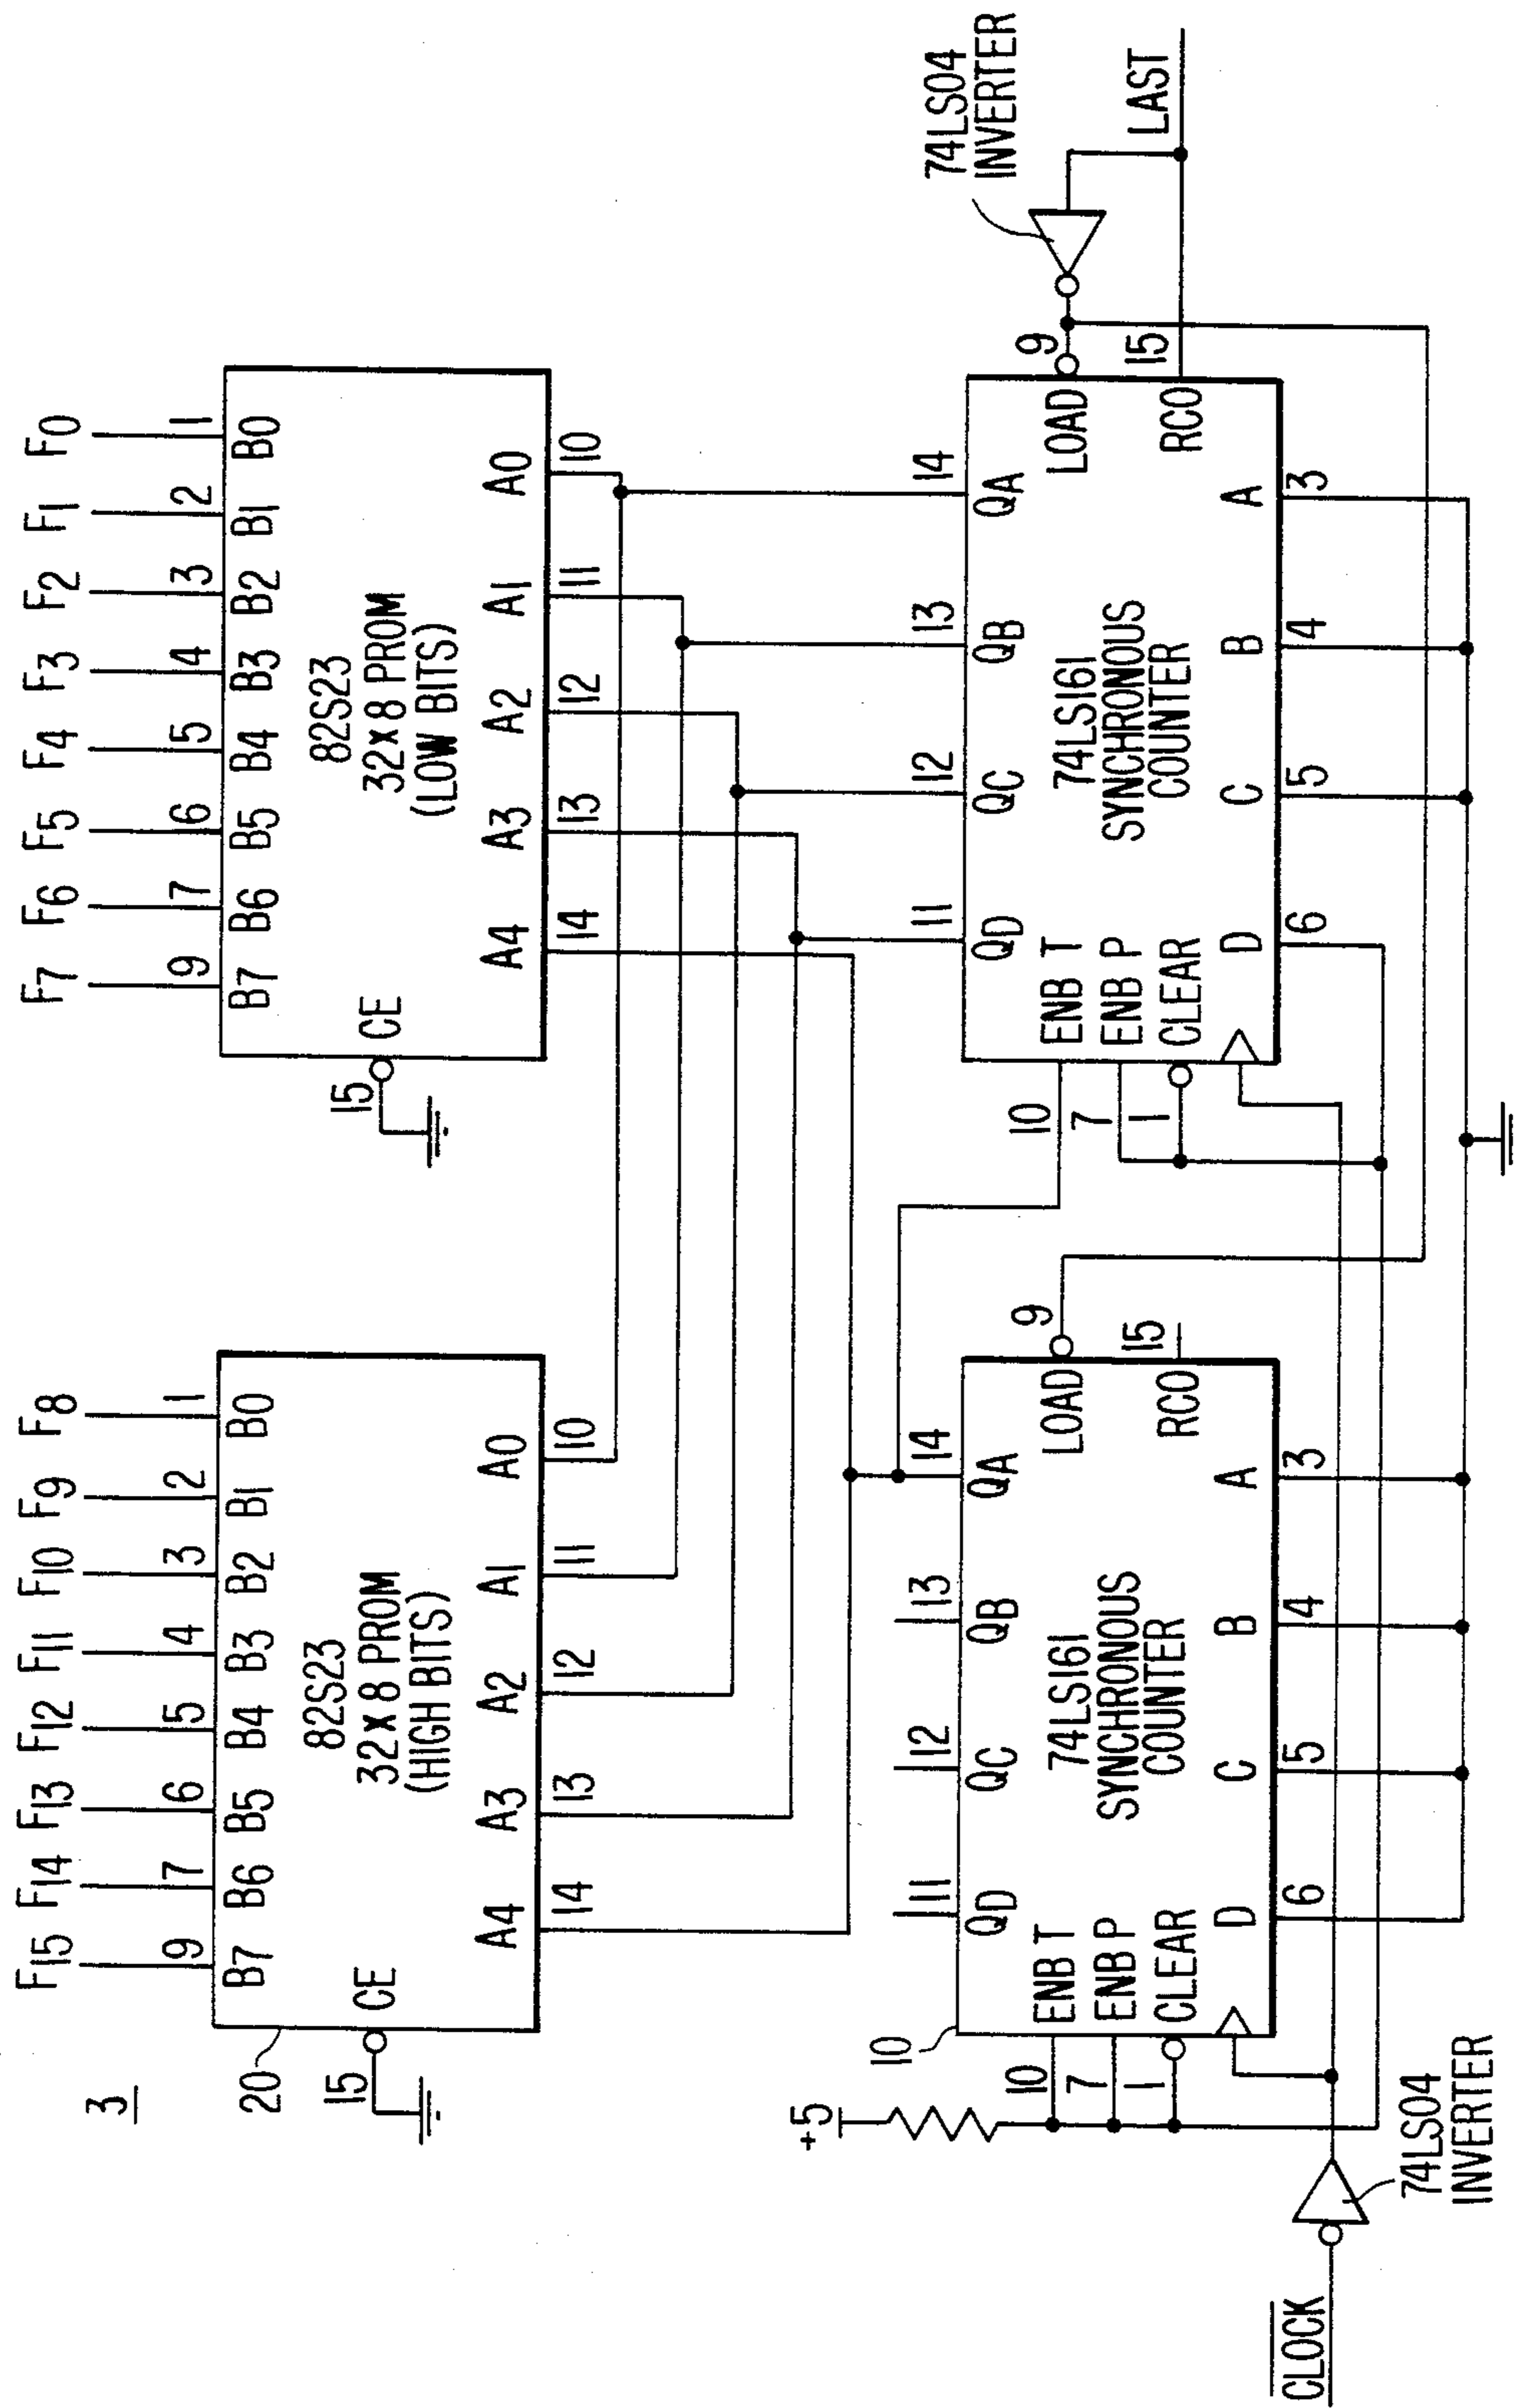 3
F15 F14 F13 F12 F11 F10 F9 F8
9 7 6 5 4 3 2 1
B7 B6 B5 B4 B3 B2 B1 B0
20
15
CE
82S23
32 x 8 PROM
(HIGH BITS)
A4 A3 A2 A1 A0
14 13 12 11 10
F7 F6 F5 F4 F3 F2 F1 F0
9 7 6 5 4 3 2 1
B7 B6 B5 B4 B3 B2 B1 B0
15
CE
82S23
32 x 8 PROM
(LOW BITS)
A4 A3 A2 A1 A0
14 13 12 11 10
+5
10
11 12 13 14
QD QC QB QA
10 ENB T
7 ENB P
1 CLEAR
74LS161
SYNCHRONOUS
COUNTER
LOAD 9
RCO 15
D C B A
6 5 4 3
11 12 13 14
QD QC QB QA
10 ENB T
7 ENB P
1 CLEAR
74LS161
SYNCHRONOUS
COUNTER
LOAD 9
RCO 15
D C B A
6 5 4 3
74LS04
INVERTER
LAST
CLOCK
74LS04
INVERTER